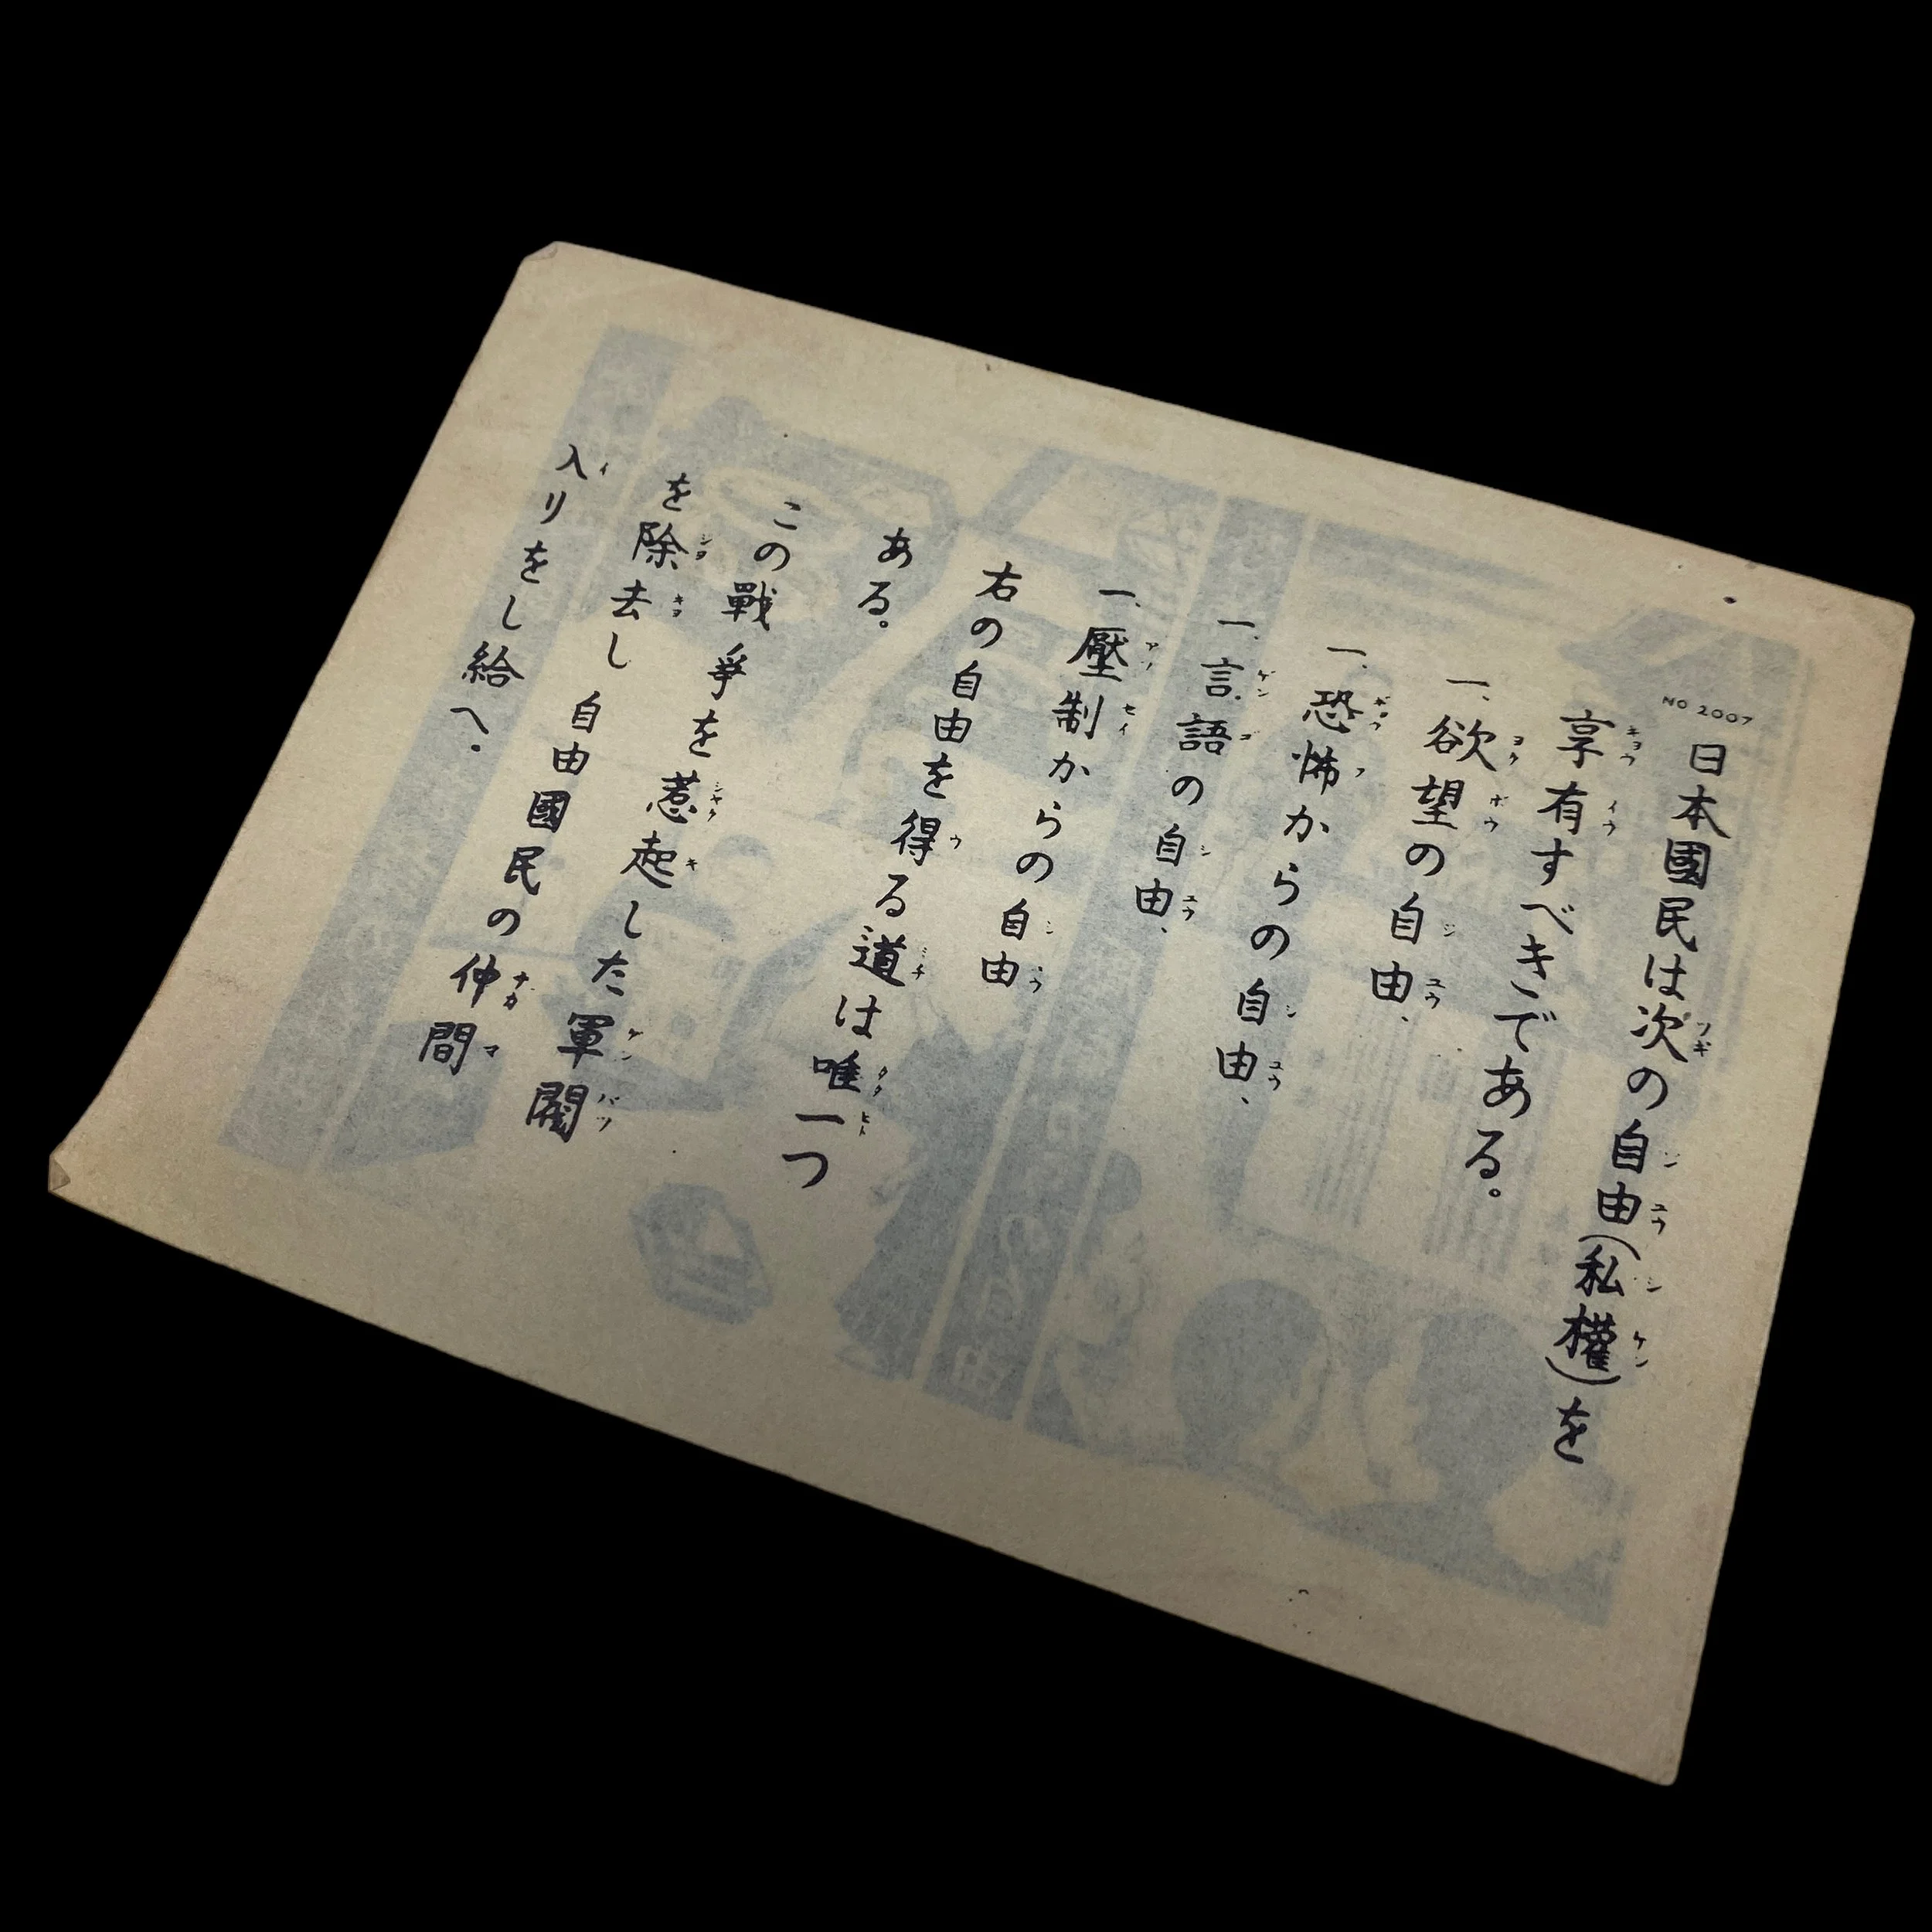 NO 2007
日本國民は次の自由(私權)を
享有すべきである。
一、欲望の自由、
一、恐怖からの自由、
一、言語の自由、
一、壓制からの自由
右の自由を得る道は唯一つ
ある。
この戰爭を惹起した軍閥
を除去し自由國民の仲間
入りをし給へ.